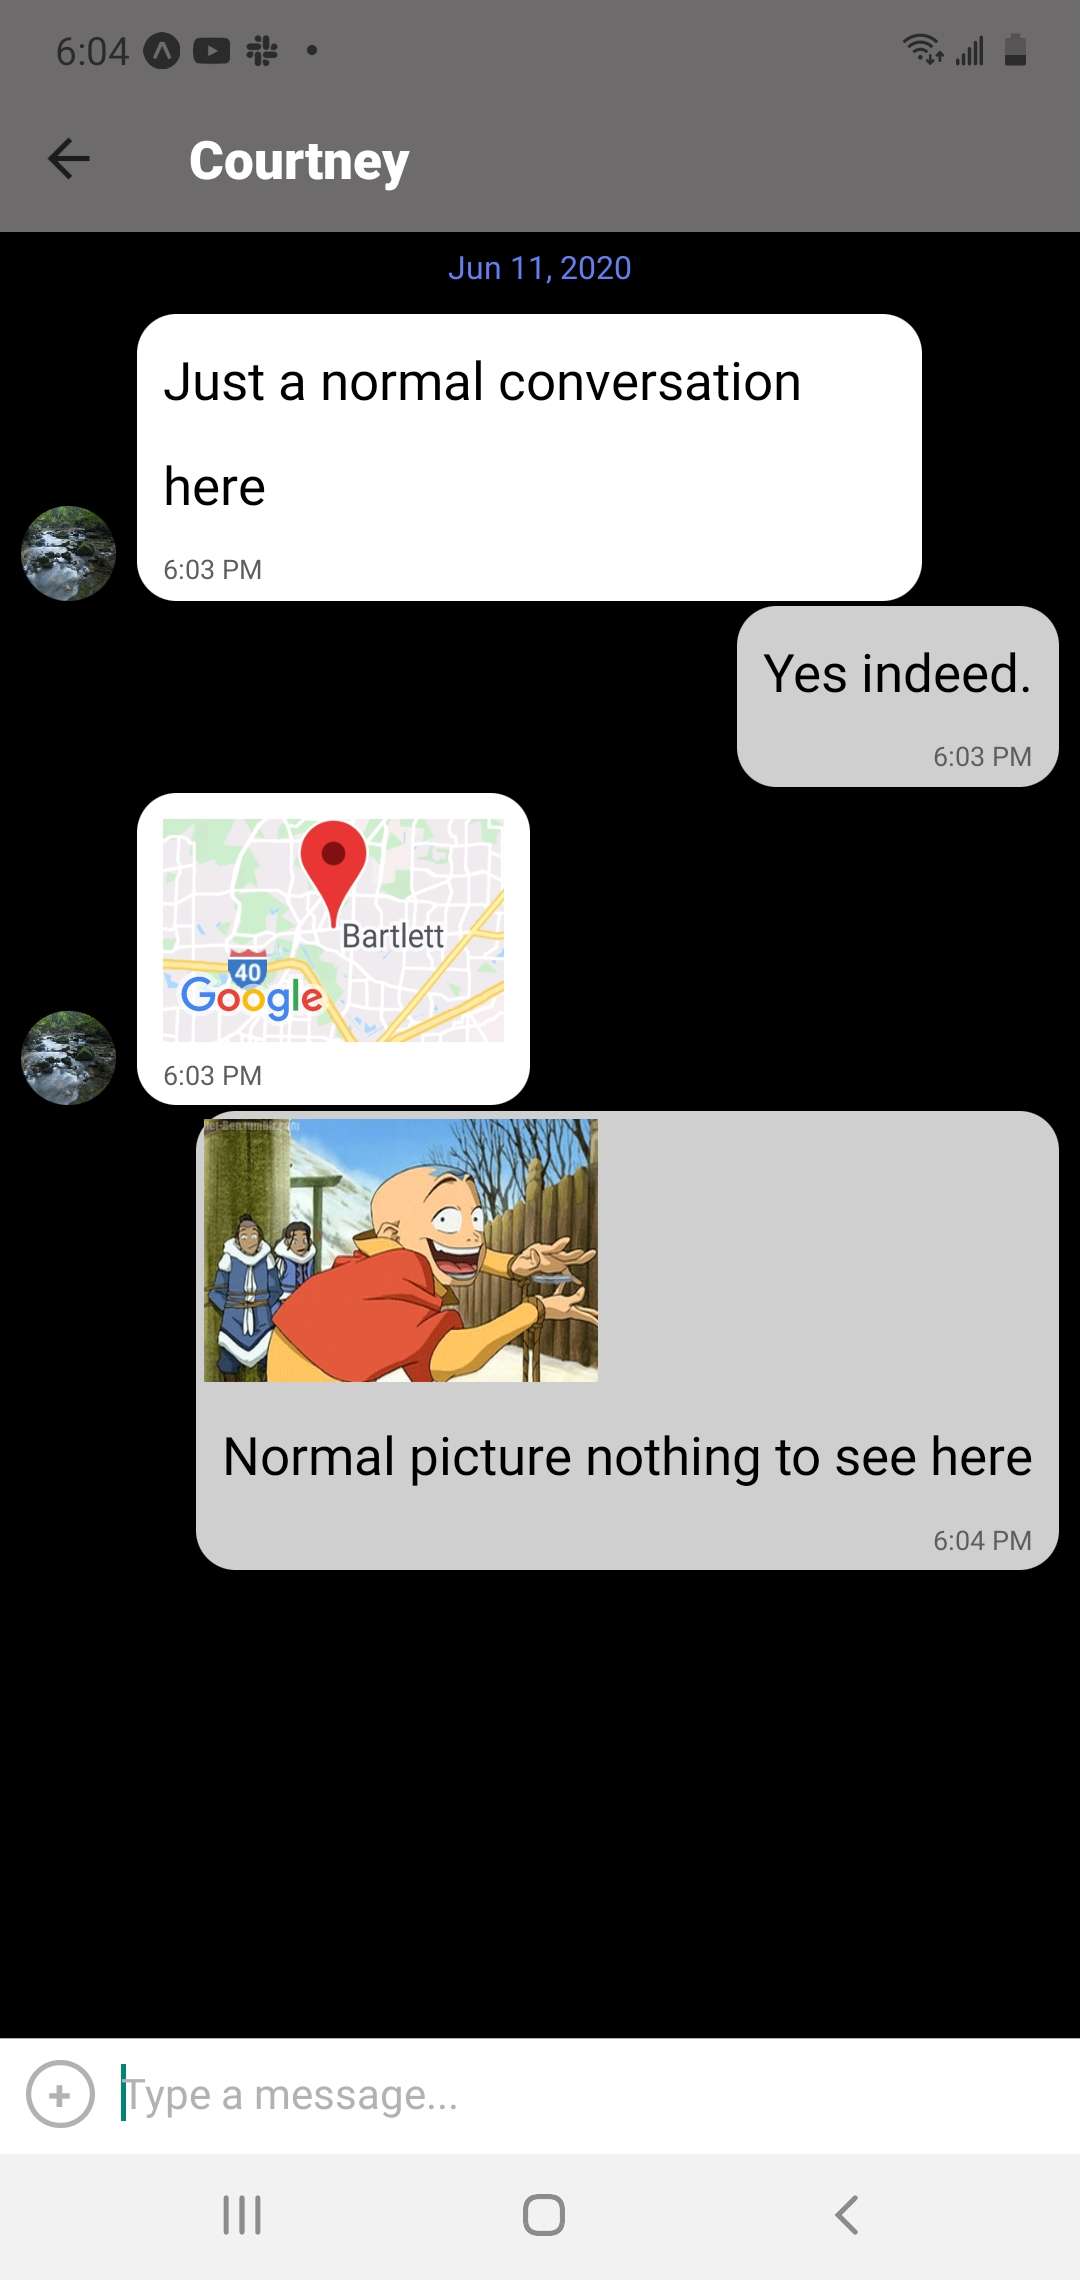 6:04
Courtney
Jun 11, 2020
Just a normal conversation
here
6:03 PM
Yes indeed.
6:03 PM
Bartlett
40
Google
6:03 PM
Normal picture nothing to see here
6:04 PM
Type a message...